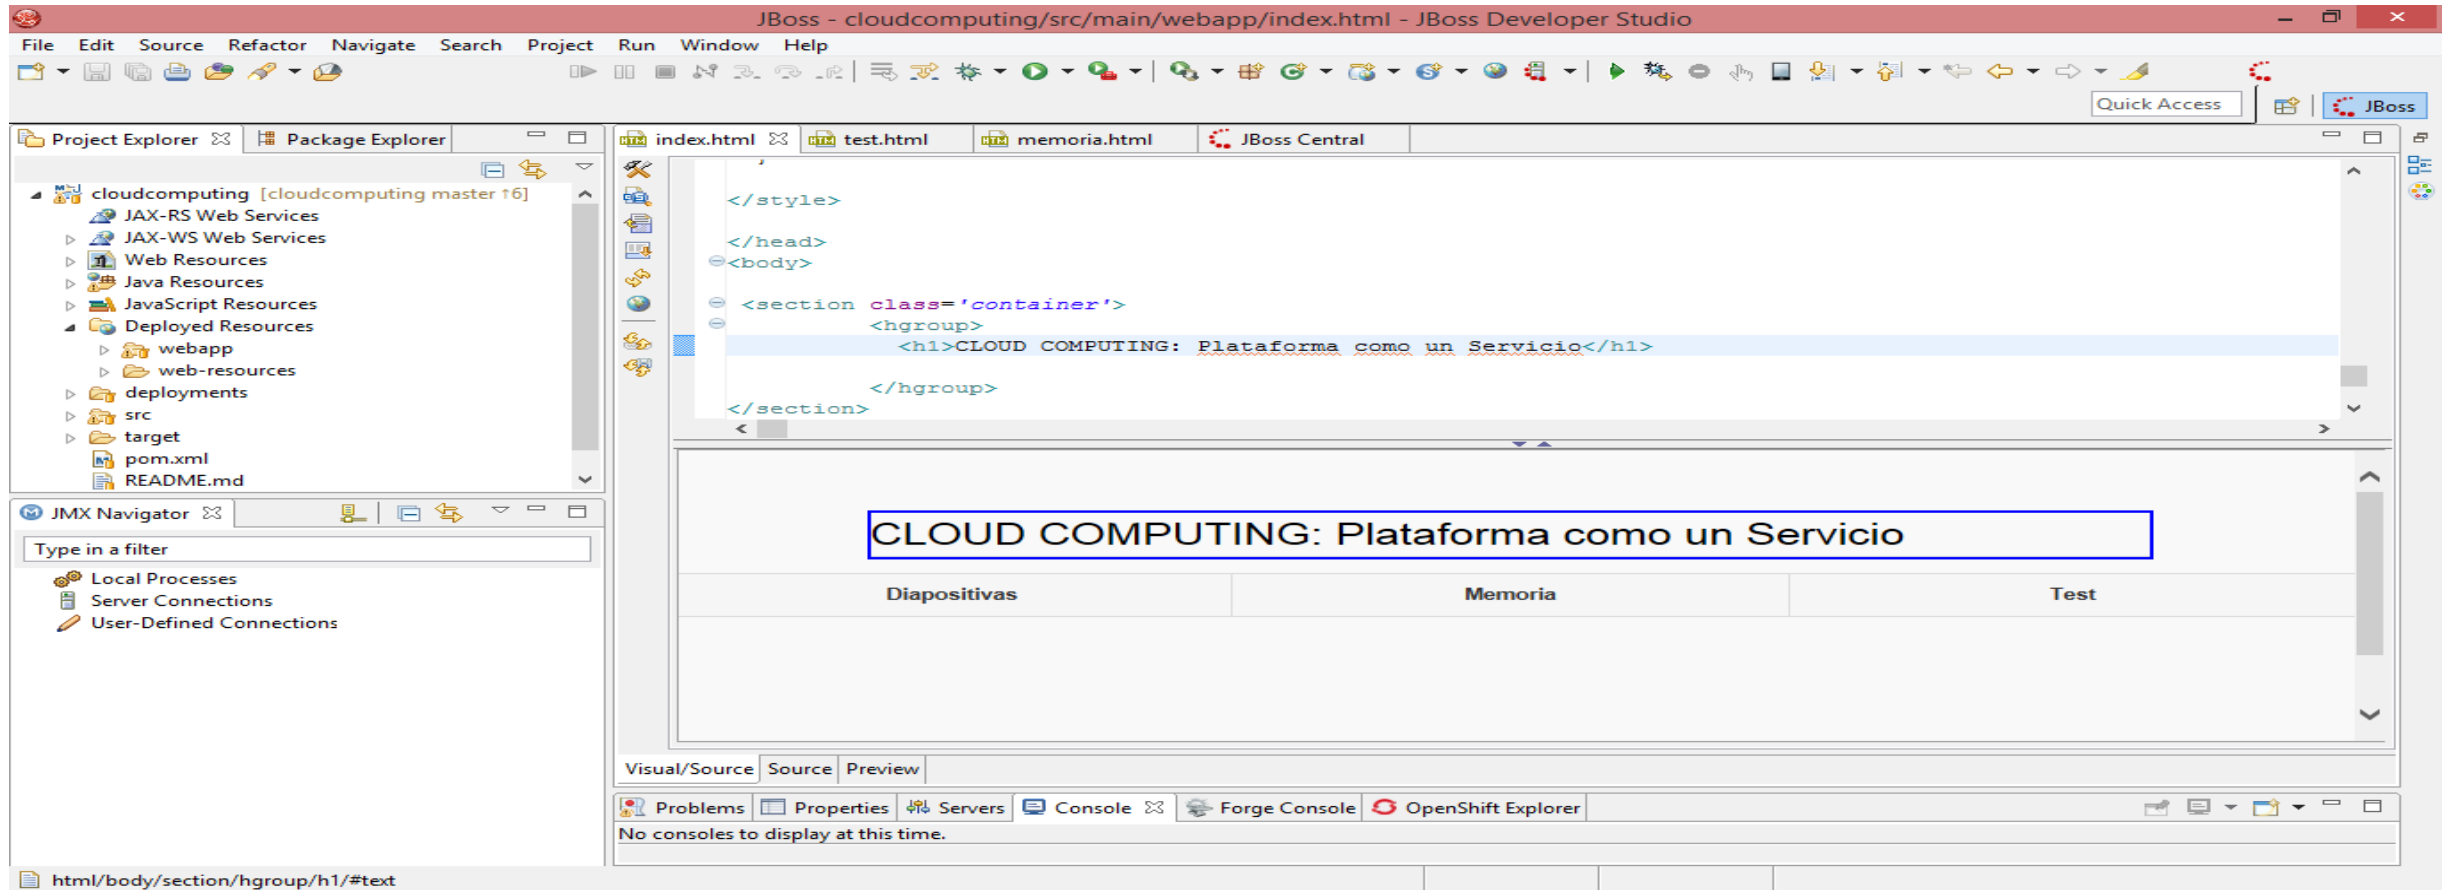 JBoss - cloudcomputing/src/main/webapp/index.html - JBoss Developer Studio
File Edit Source Refactor Navigate Search Project Run Window Help
Quick Access
JBoss
Project Explorer
Package Explorer
cloudcomputing [cloudcomputing master ↑6]
JAX-RS Web Services
JAX-WS Web Services
Web Resources
Java Resources
JavaScript Resources
Deployed Resources
webapp
web-resources
deployments
src
target
pom.xml
README.md
JMX Navigator
Type in a filter
Local Processes
Server Connections
User-Defined Connections
index.html
test.html
memoria.html
JBoss Central
</style>
</head>
<body>
<section class='container'>
<hgroup>
<h1>CLOUD COMPUTING: Plataforma como un Servicio</h1>
</hgroup>
</section>
CLOUD COMPUTING: Plataforma como un Servicio
Diapositivas Memoria Test
Visual/Source Source Preview
Problems Properties Servers Console Forge Console OpenShift Explorer
No consoles to display at this time.
html/body/section/hgroup/h1/#text